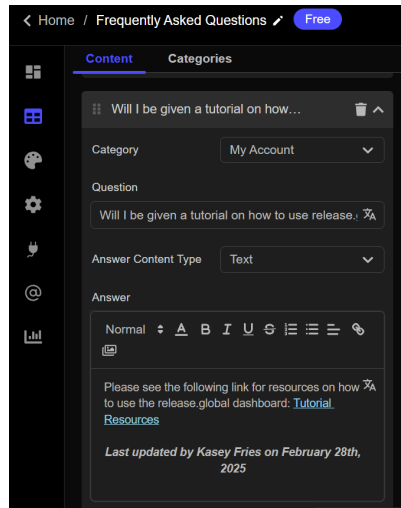 Home / Frequently Asked Questions Free
Content Categories
Will I be given a tutorial on how…
Category My Account
Question
Will I be given a tutorial on how to use release.
Answer Content Type Text
Answer
Normal A B I U S
Please see the following link for resources on how
to use the release.global dashboard: Tutorial
Resources
Last updated by Kasey Fries on February 28th,
2025